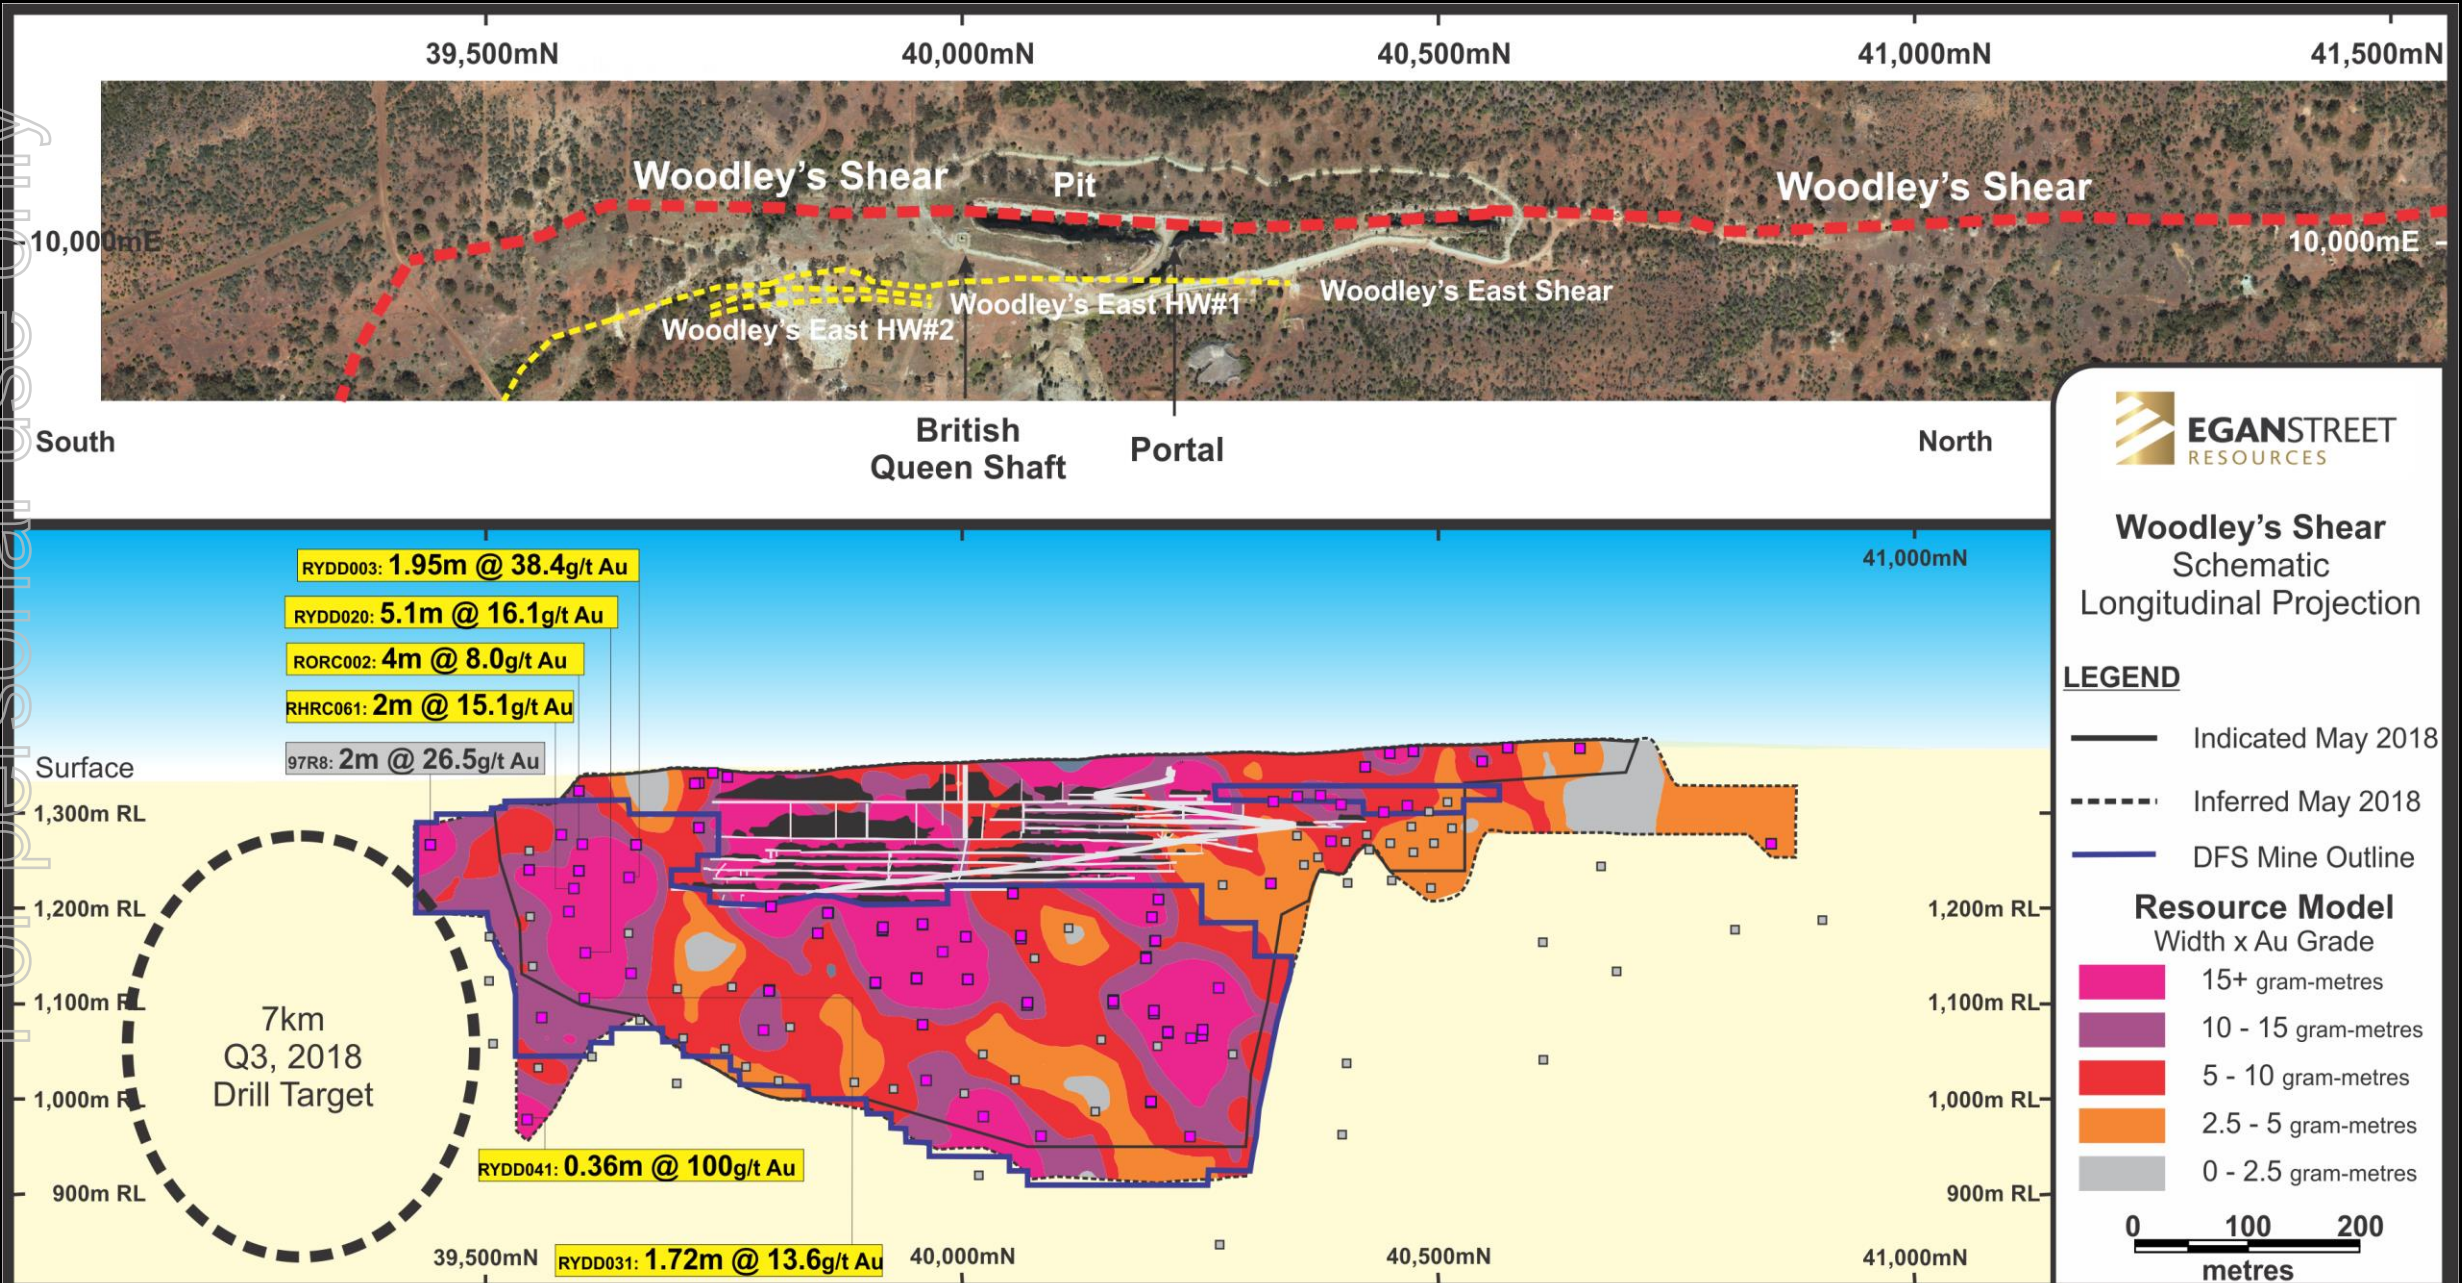 39,500mN
40,000mN
40,500mN
41,000mN
41,500mN
For personal use only
Woodley's Shear
Pit
Woodley's Shear
10,000mE
10,000mE
Woodley's East HW#1
Woodley's East Shear
Woodley's East HW#2
South
British
Queen Shaft
Portal
North
EGANSTREET
RESOURCES
Woodley's Shear
Schematic
Longitudinal Projection
LEGEND
Indicated May 2018
Inferred May 2018
DFS Mine Outline
Resource Model
Width x Au Grade
15+ gram-metres
10 - 15 gram-metres
5 - 10 gram-metres
2.5 - 5 gram-metres
0 - 2.5 gram-metres
0 100 200
metres
41,000mN
RYDD003: 1.95m @ 38.4g/t Au
RYDD020: 5.1m @ 16.1g/t Au
RORC002: 4m @ 8.0g/t Au
RHRC061: 2m @ 15.1g/t Au
97R8: 2m @ 26.5g/t Au
Surface
1,300m RL
1,200m RL
1,100m RL
1,000m RL
900m RL
7km
Q3, 2018
Drill Target
1,200m RL
1,100m RL
1,000m RL
900m RL
RYDD041: 0.36m @ 100g/t Au
RYDD031: 1.72m @ 13.6g/t Au
39,500mN
40,000mN
40,500mN
41,000mN